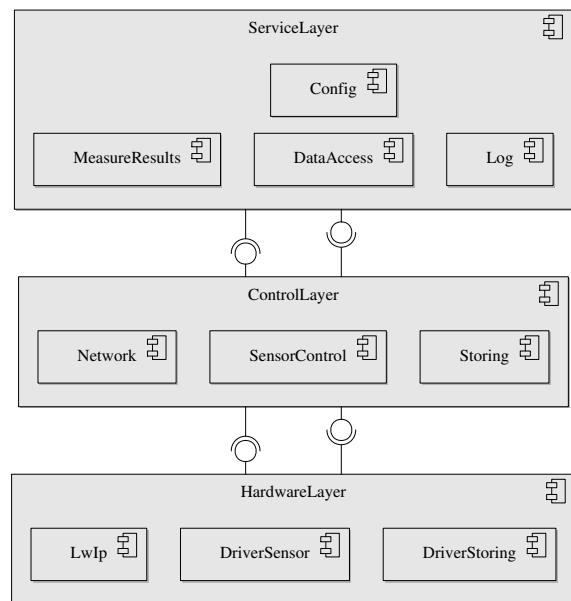 ServiceLayer
Config
MeasureResults
DataAccess
Log
ControlLayer
Network
SensorControl
Storing
HardwareLayer
LwIp
DriverSensor
DriverStoring